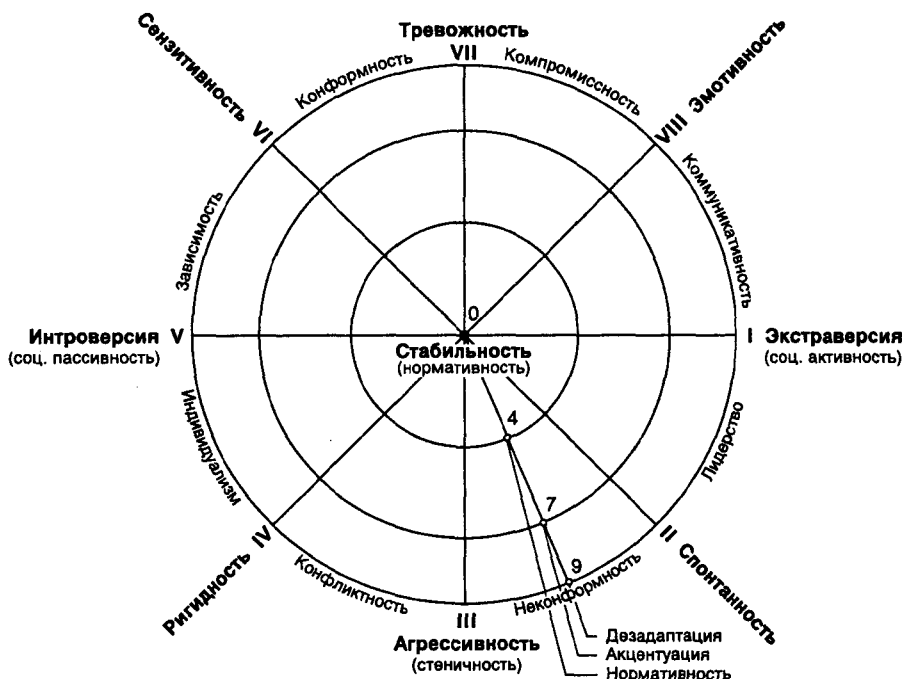 Тревожность
VII
Сензитивность VI
Конформность
Компромиссность
VIII Эмотивность
Зависимость
Коммуникативность
0
Интроверсия V
(соц. пассивность)
Стабильность
(нормативность)
I Экстраверсия
(соц. активность)
4
Индивидуализм
Лидерство
7
Ригидность IV
9
II Спонтанность
Конфликтность
Неконформность
III
Агрессивность
(стеничность)
Дезадаптация
Акцентуация
Нормативность